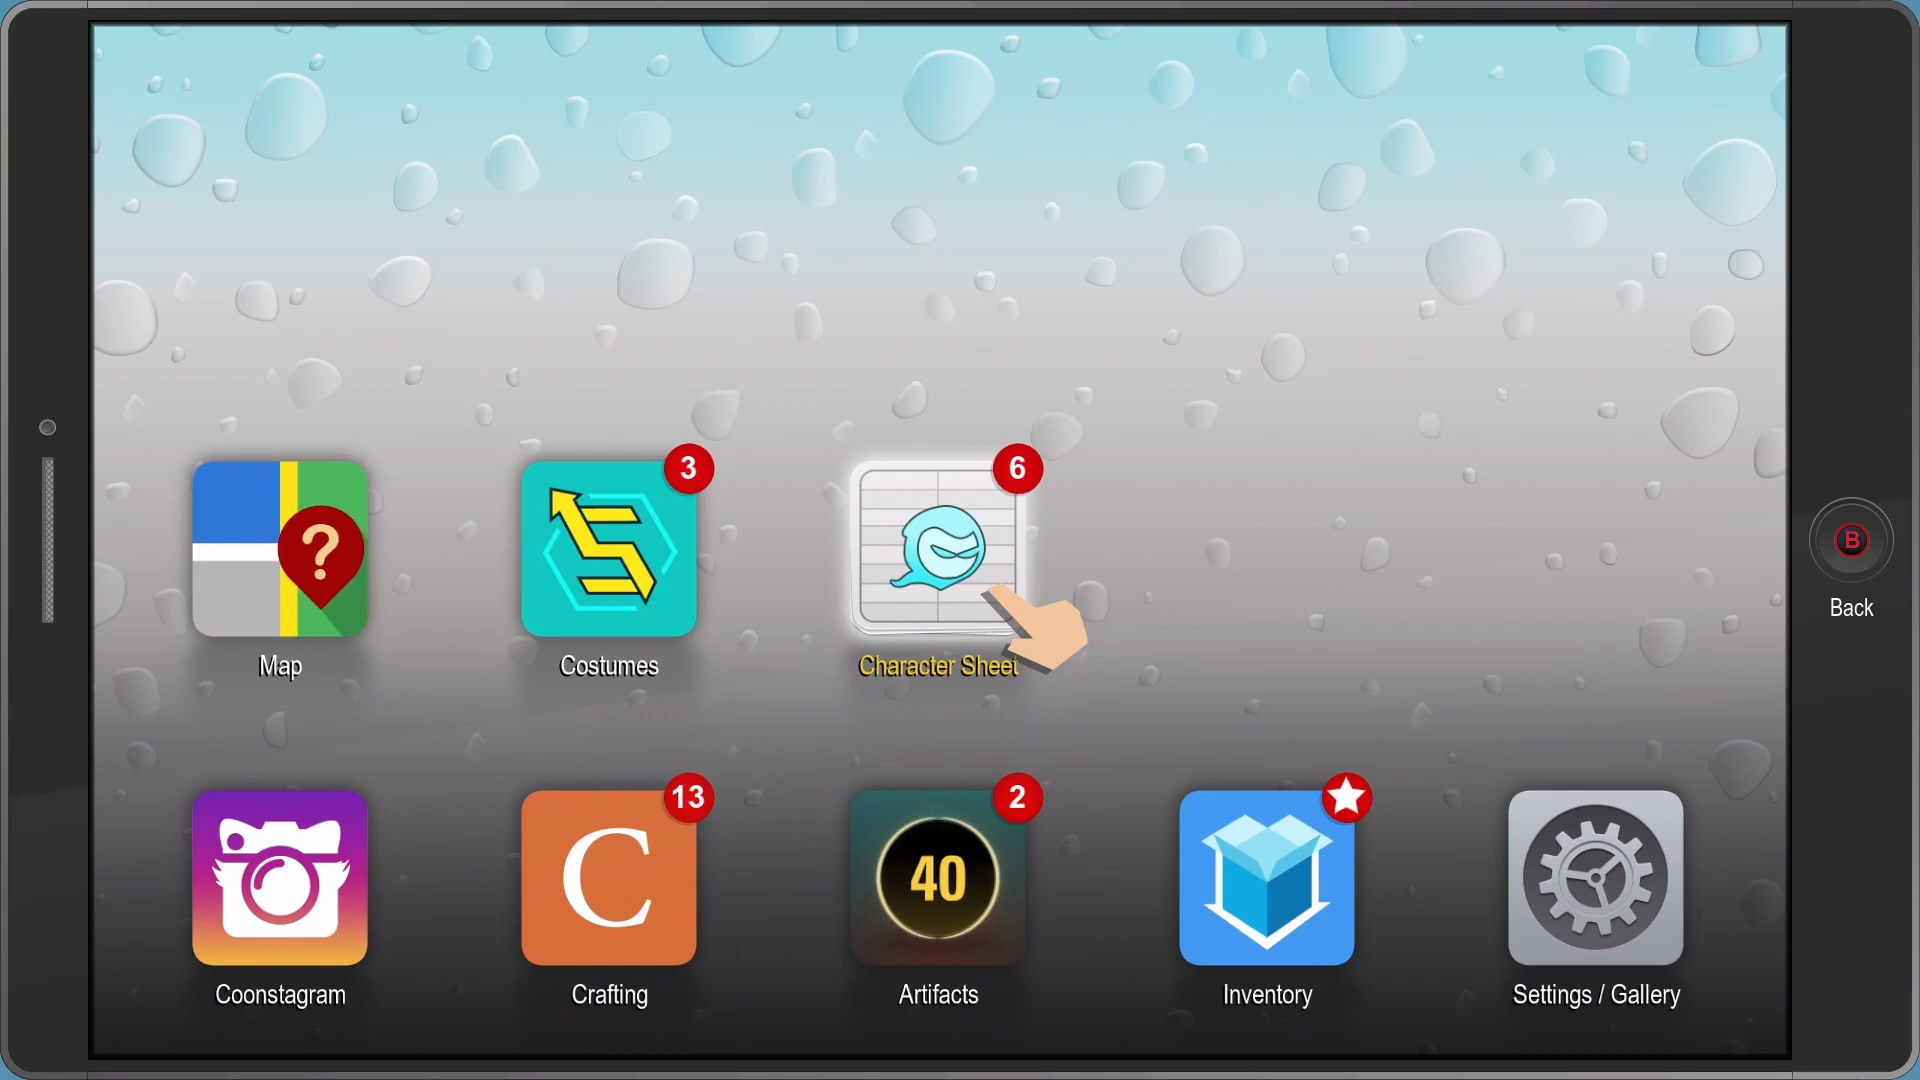 3
6
?
B
Back
Map
Costumes
Character Sheet
13
2
C
40
Coonstagram
Crafting
Artifacts
Inventory
Settings / Gallery